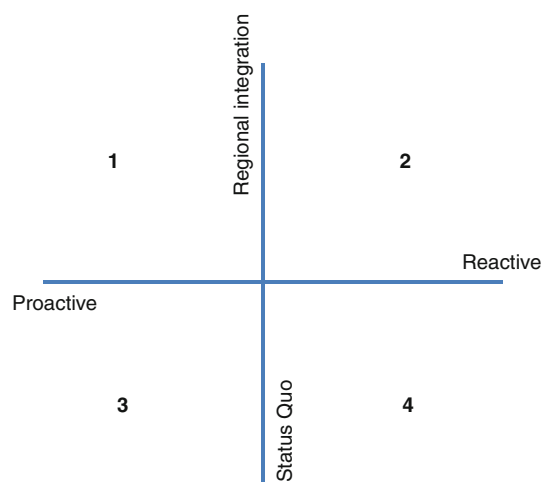 Regional integration
1
2
Reactive
Proactive
3
4
Status Quo